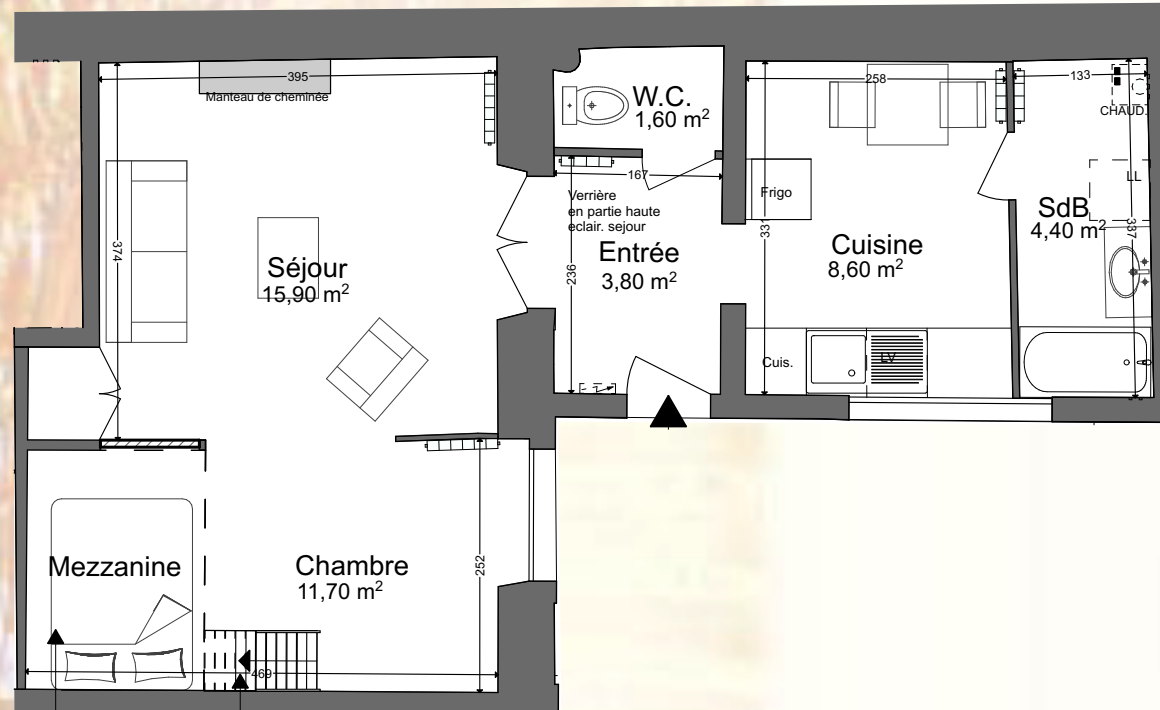 395
Manteau de cheminée
W.C.
1,60 m²
258
133
CHAUD.
167
Verrière
en partie haute
eclair. sejour
Frigo
LL
374
236
331
337
Séjour
15,90 m²
Entrée
3,80 m²
Cuisine
8,60 m²
SdB
4,40 m²
Cuis.
LV
Mezzanine
Chambre
11,70 m²
252
469